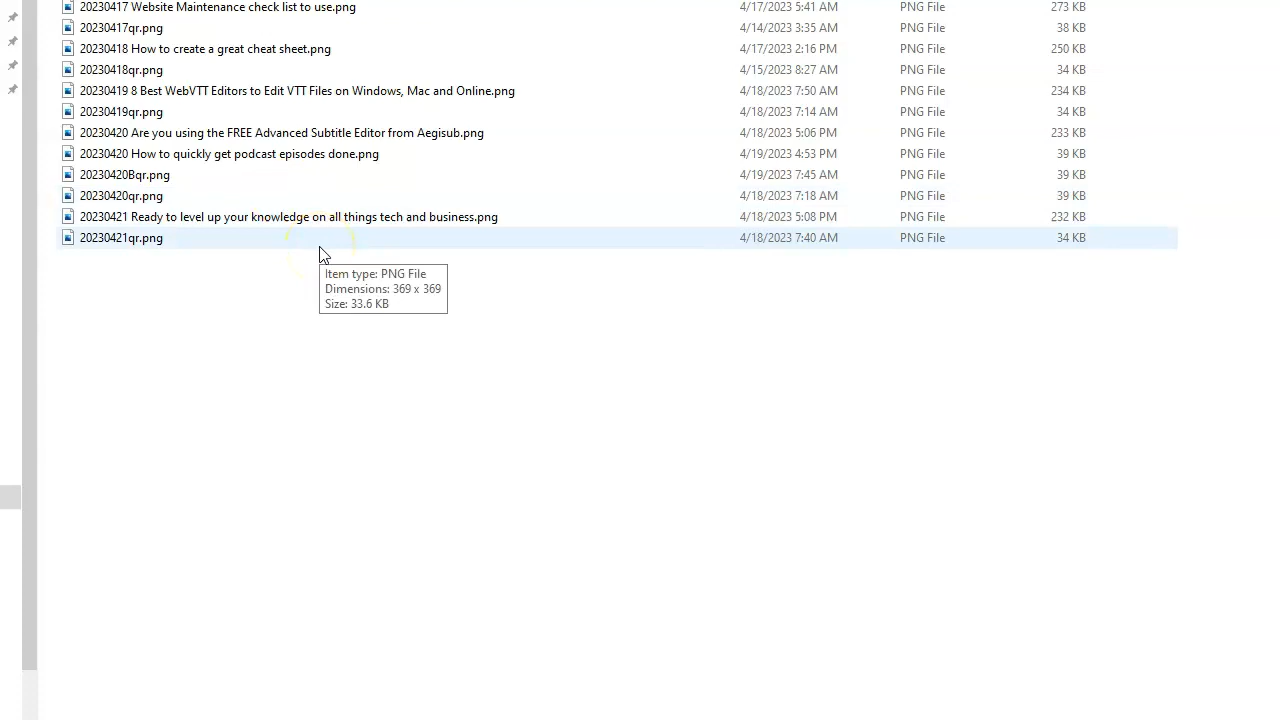 20230417 Website Maintenance check list to use.png 4/17/2023 5:41 AM PNG File 273 KB
20230417qr.png 4/14/2023 3:35 AM PNG File 38 KB
20230418 How to create a great cheat sheet.png 4/17/2023 2:16 PM PNG File 250 KB
20230418qr.png 4/15/2023 8:27 AM PNG File 34 KB
20230419 8 Best WebVTT Editors to Edit VTT Files on Windows, Mac and Online.png 4/18/2023 7:50 AM PNG File 234 KB
20230419qr.png 4/18/2023 7:14 AM PNG File 34 KB
20230420 Are you using the FREE Advanced Subtitle Editor from Aegisub.png 4/18/2023 5:06 PM PNG File 233 KB
20230420 How to quickly get podcast episodes done.png 4/19/2023 4:53 PM PNG File 39 KB
20230420Bqr.png 4/19/2023 7:45 AM PNG File 39 KB
20230420qr.png 4/18/2023 7:18 AM PNG File 39 KB
20230421 Ready to level up your knowledge on all things tech and business.png 4/18/2023 5:08 PM PNG File 232 KB
20230421qr.png 4/18/2023 7:40 AM PNG File 34 KB
Item type: PNG File
Dimensions: 369 x 369
Size: 33.6 KB